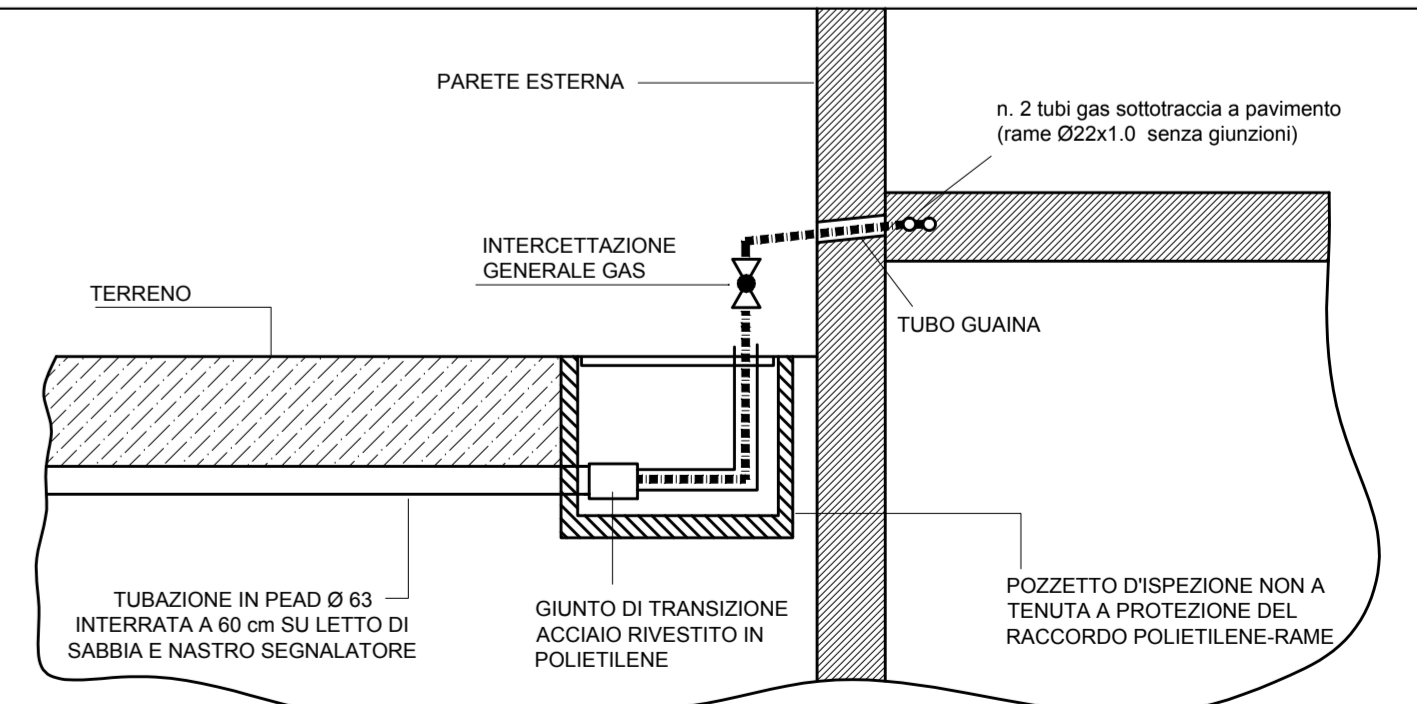 PARETE ESTERNA
n. 2 tubi gas sottotraccia a pavimento
(rame Ø22x1.0 senza giunzioni)
INTERCETTAZIONE
GENERALE GAS
TERRENO
TUBO GUAINA
TUBAZIONE IN PEAD Ø 63
INTERRATA A 60 cm SU LETTO DI
SABBIA E NASTRO SEGNALATORE
GIUNTO DI TRANSIZIONE
ACCIAIO RIVESTITO IN
POLIETILENE
POZZETTO D'ISPEZIONE NON A
TENUTA A PROTEZIONE DEL
RACCORDO POLIETILENE-RAME